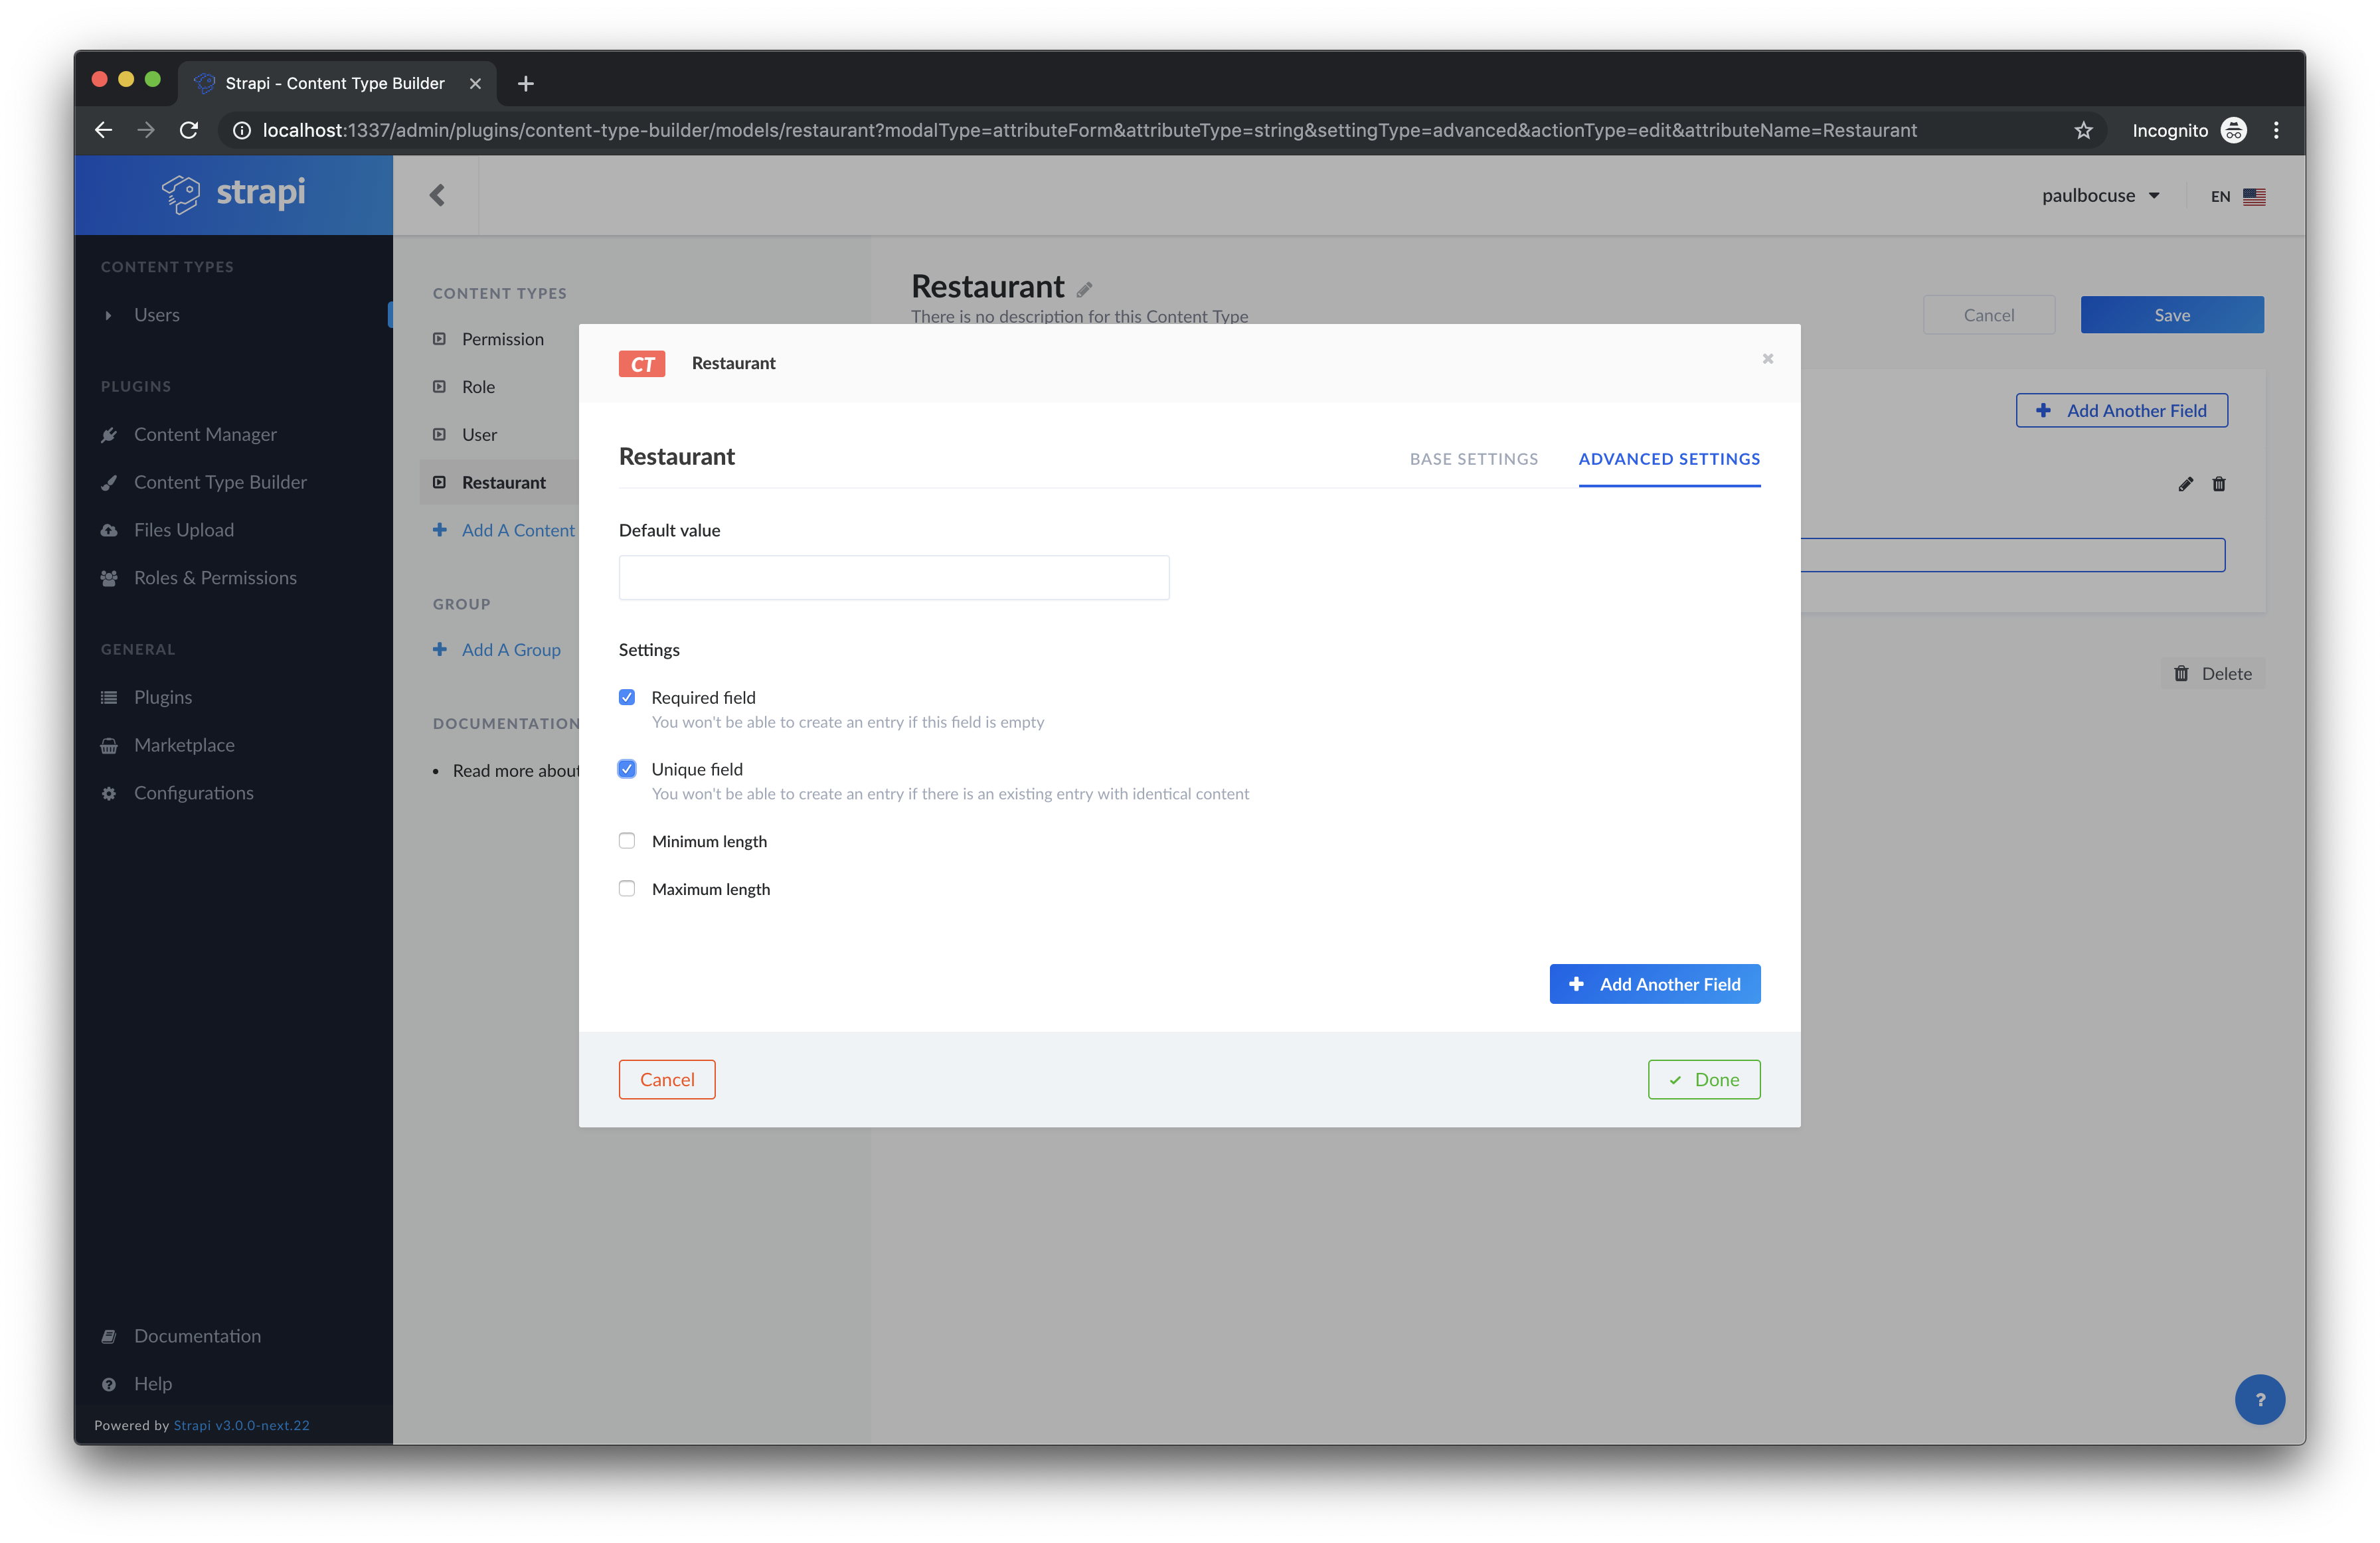 Strapi - Content Type Builder
localhost:1337/admin/plugins/content-type-builder/models/restaurant?modalType=attributeForm&attributeType=string&settingType=advanced&actionType=edit&attributeName=Restaurant
Incognito
strapi
paulbocuse
EN
CONTENT TYPES
Users
PLUGINS
Content Manager
Content Type Builder
Files Upload
Roles & Permissions
GENERAL
Plugins
Marketplace
Configurations
Documentation
Help
Powered by Strapi v3.0.0-next.22
CONTENT TYPES
Permission
Role
User
Restaurant
Add A Content
GROUP
Add A Group
DOCUMENTATION
Read more about
Restaurant
There is no description for this Content Type
Cancel
Save
Add Another Field
Delete
CT Restaurant
Restaurant
BASE SETTINGS
ADVANCED SETTINGS
Default value
Settings
Required field
You won't be able to create an entry if this field is empty
Unique field
You won't be able to create an entry if there is an existing entry with identical content
Minimum length
Maximum length
Add Another Field
Cancel
Done
?